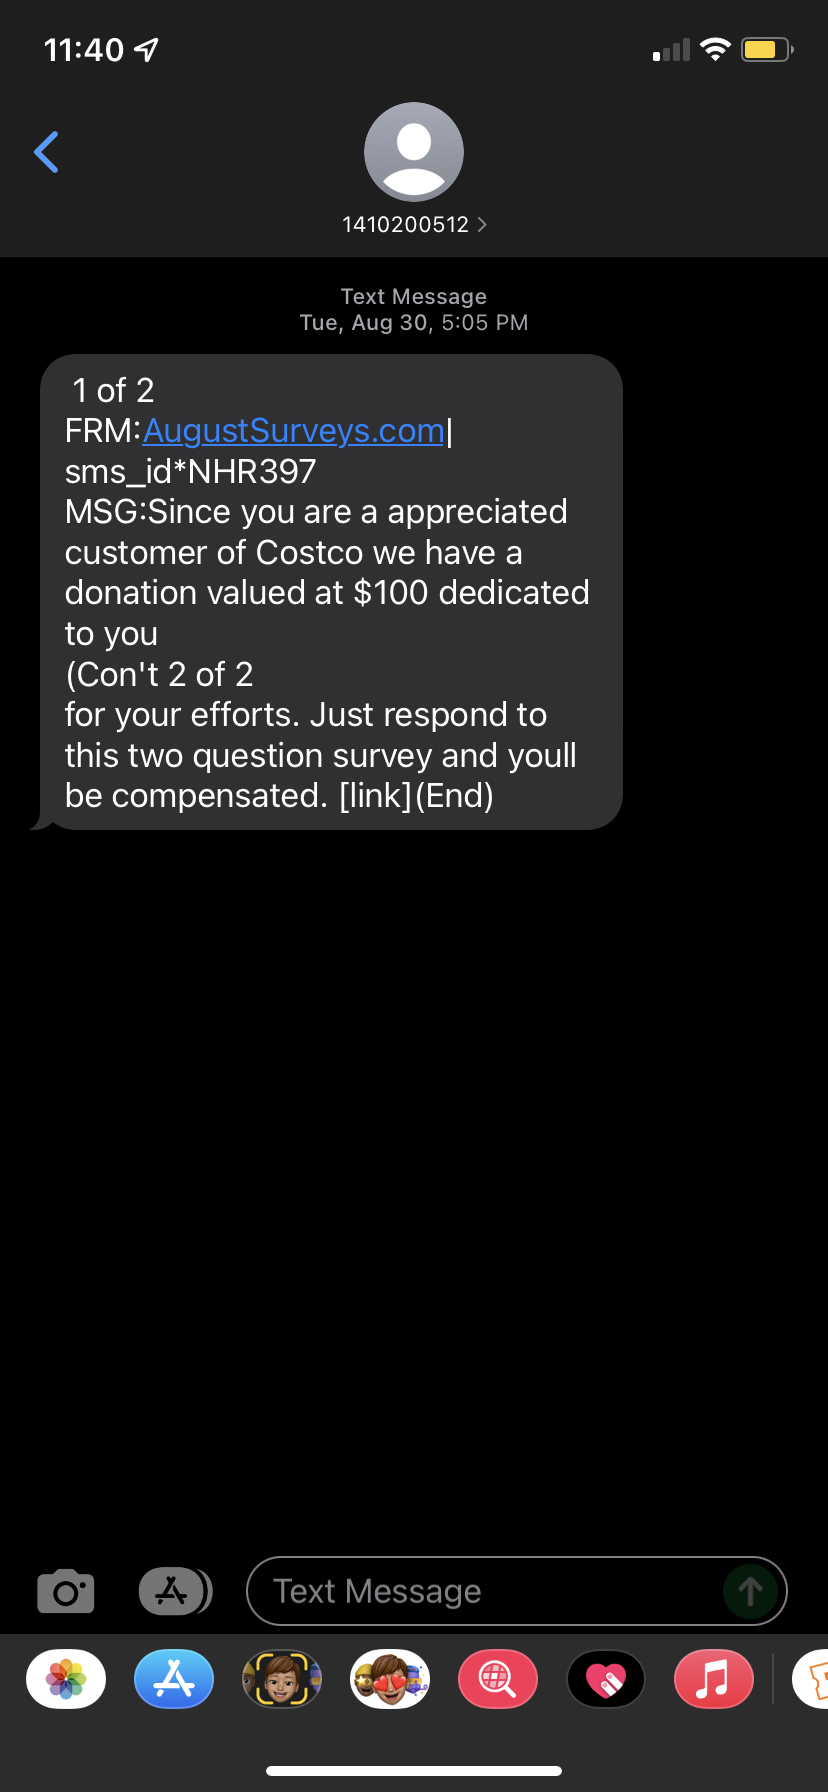 11:40
1410200512
Text Message
Tue, Aug 30, 5:05 PM
1 of 2
FRM:AugustSurveys.com|
sms_id*NHR397
MSG:Since you are a appreciated
customer of Costco we have a
donation valued at $100 dedicated
to you
(Con't 2 of 2
for your efforts. Just respond to
this two question survey and youll
be compensated. [link](End)
Text Message